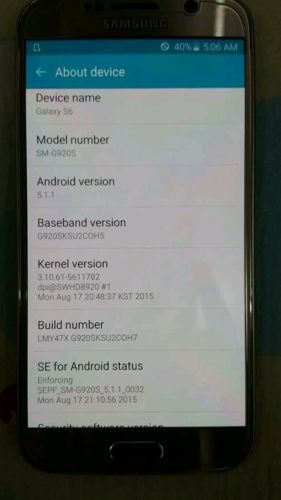 SAMSUNG
40% 5:06 AM
← About device
Device name
Galaxy S6
Model number
SM-G920S
Android version
5.1.1
Baseband version
G920SKSU2COH5
Kernel version
3.10.61-5611782
dpi@SWHD8920 #1
Mon Aug 17 20:48:37 KST 2015
Build number
LMY47X.G920SKSU2COH7
SE for Android status
Enforcing
SEPF_SM-G920S_5.1.1_0032
Mon Aug 17 21:10:56 2015
Security software version